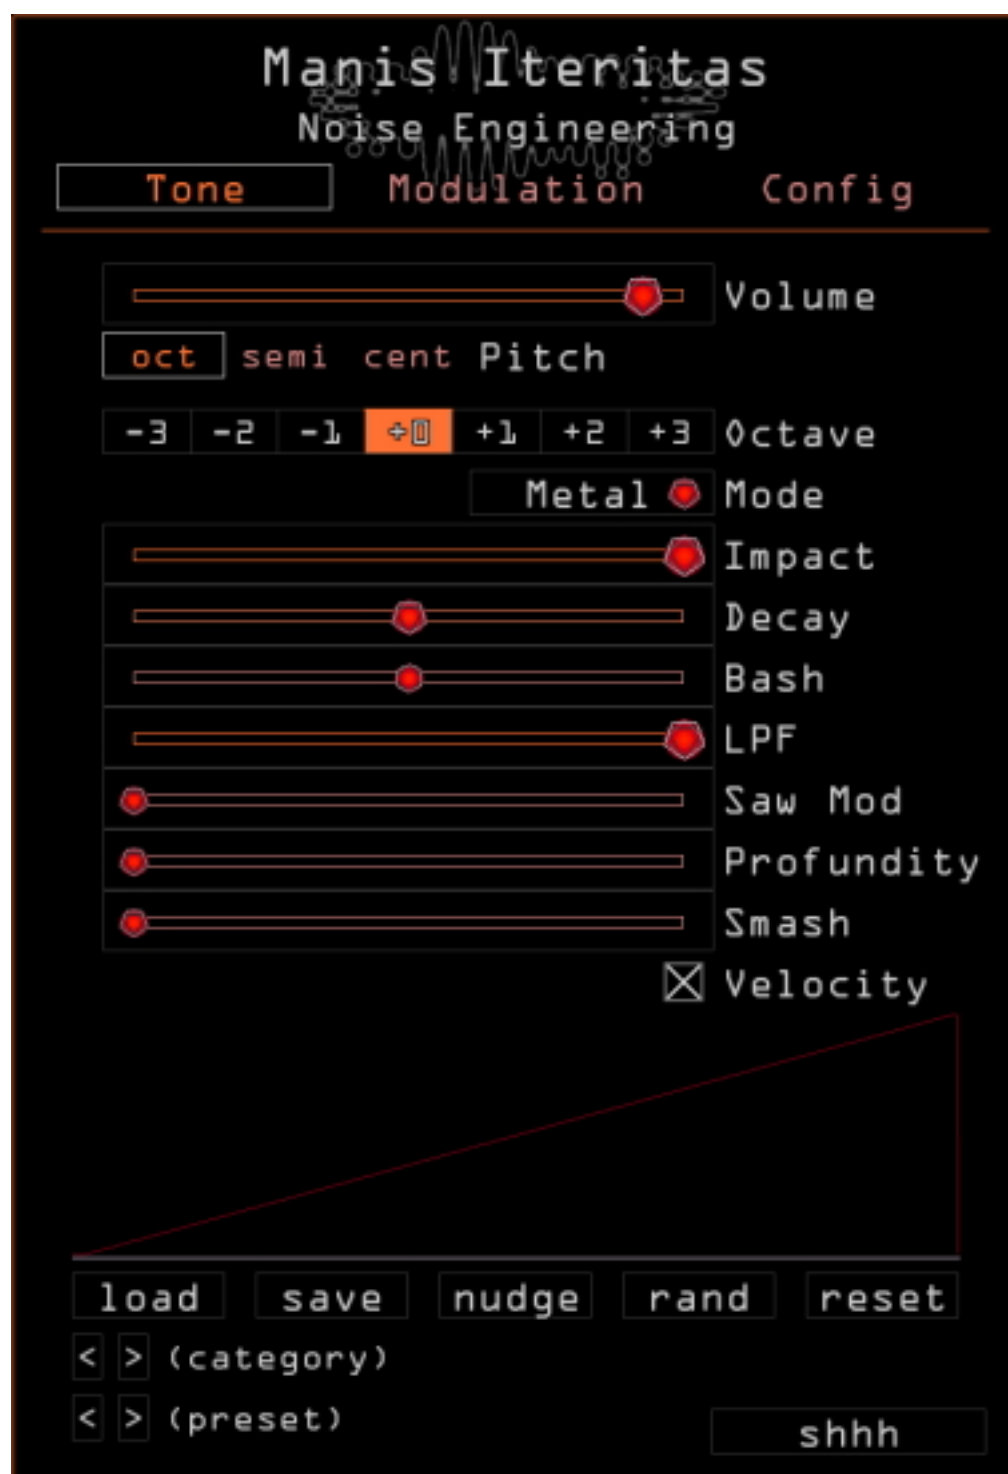 Manis Iteritas
Noise Engineering
Tone Modulation Config
Volume
oct semi cent Pitch
-3 -2 -1 +0 +1 +2 +3 Octave
Metal Mode
Impact
Decay
Bash
LPF
Saw Mod
Profundity
Smash
Velocity
load save nudge rand reset
< > (category)
< > (preset)
shhh